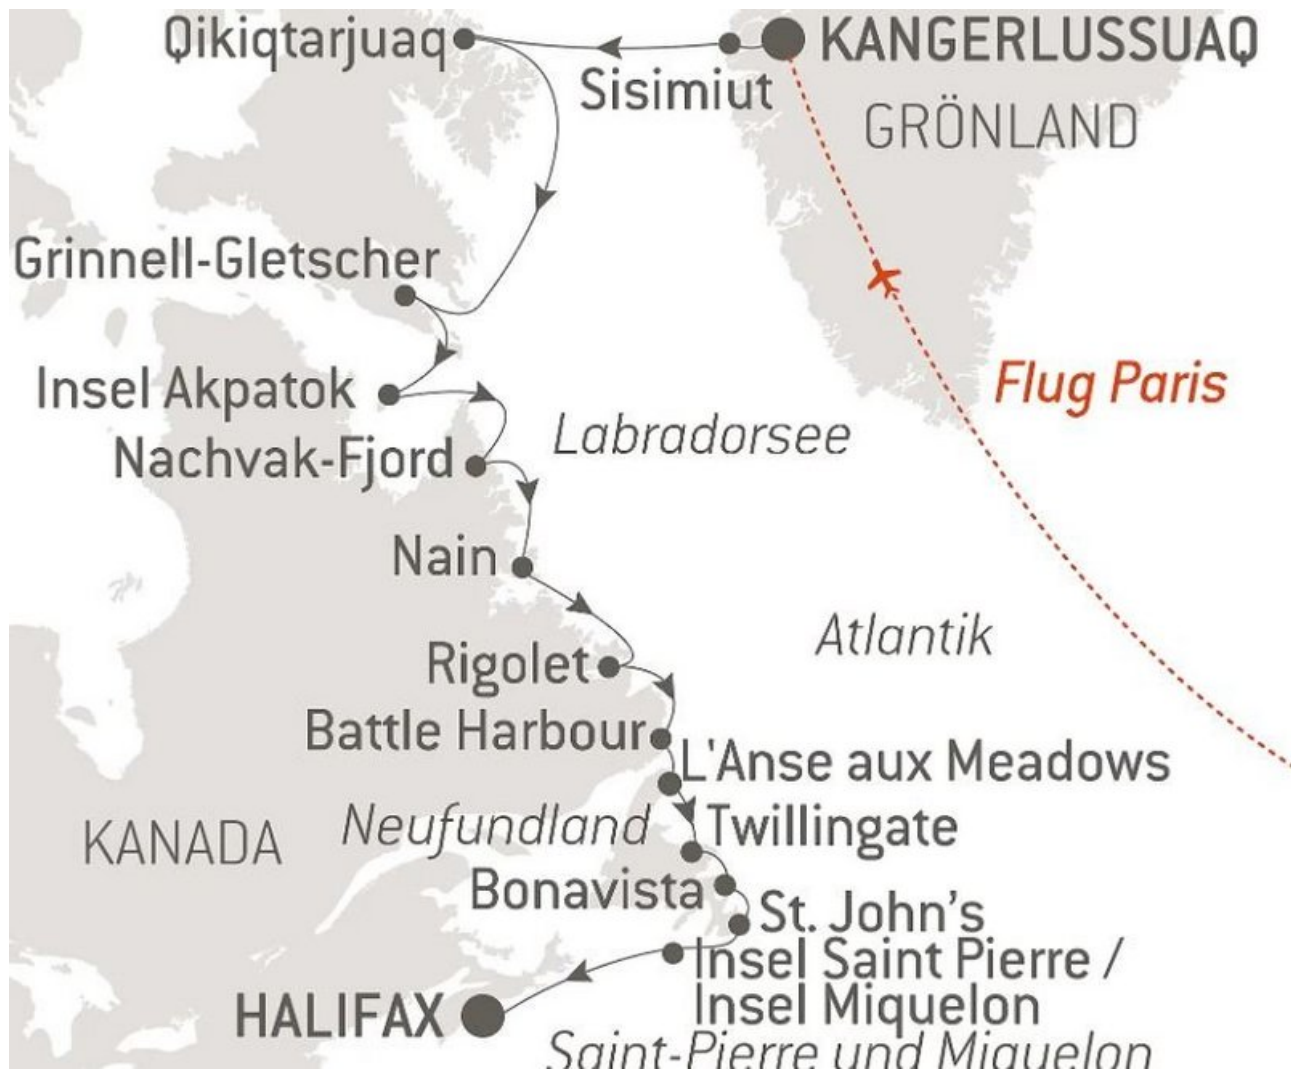 Qikiqtarjuaq
KANGERLUSSUAQ
Sisimiut
GRÖNLAND
Grinnell-Gletscher
Flug Paris
Insel Akpatok
Labradorsee
Nachvak-Fjord
Nain
Atlantik
Rigolet
Battle Harbour
L'Anse aux Meadows
Neufundland
Twillingate
KANADA
Bonavista
St. John’s
Insel Saint Pierre /
Insel Miquelon
HALIFAX
Saint-Pierre und Miquelon